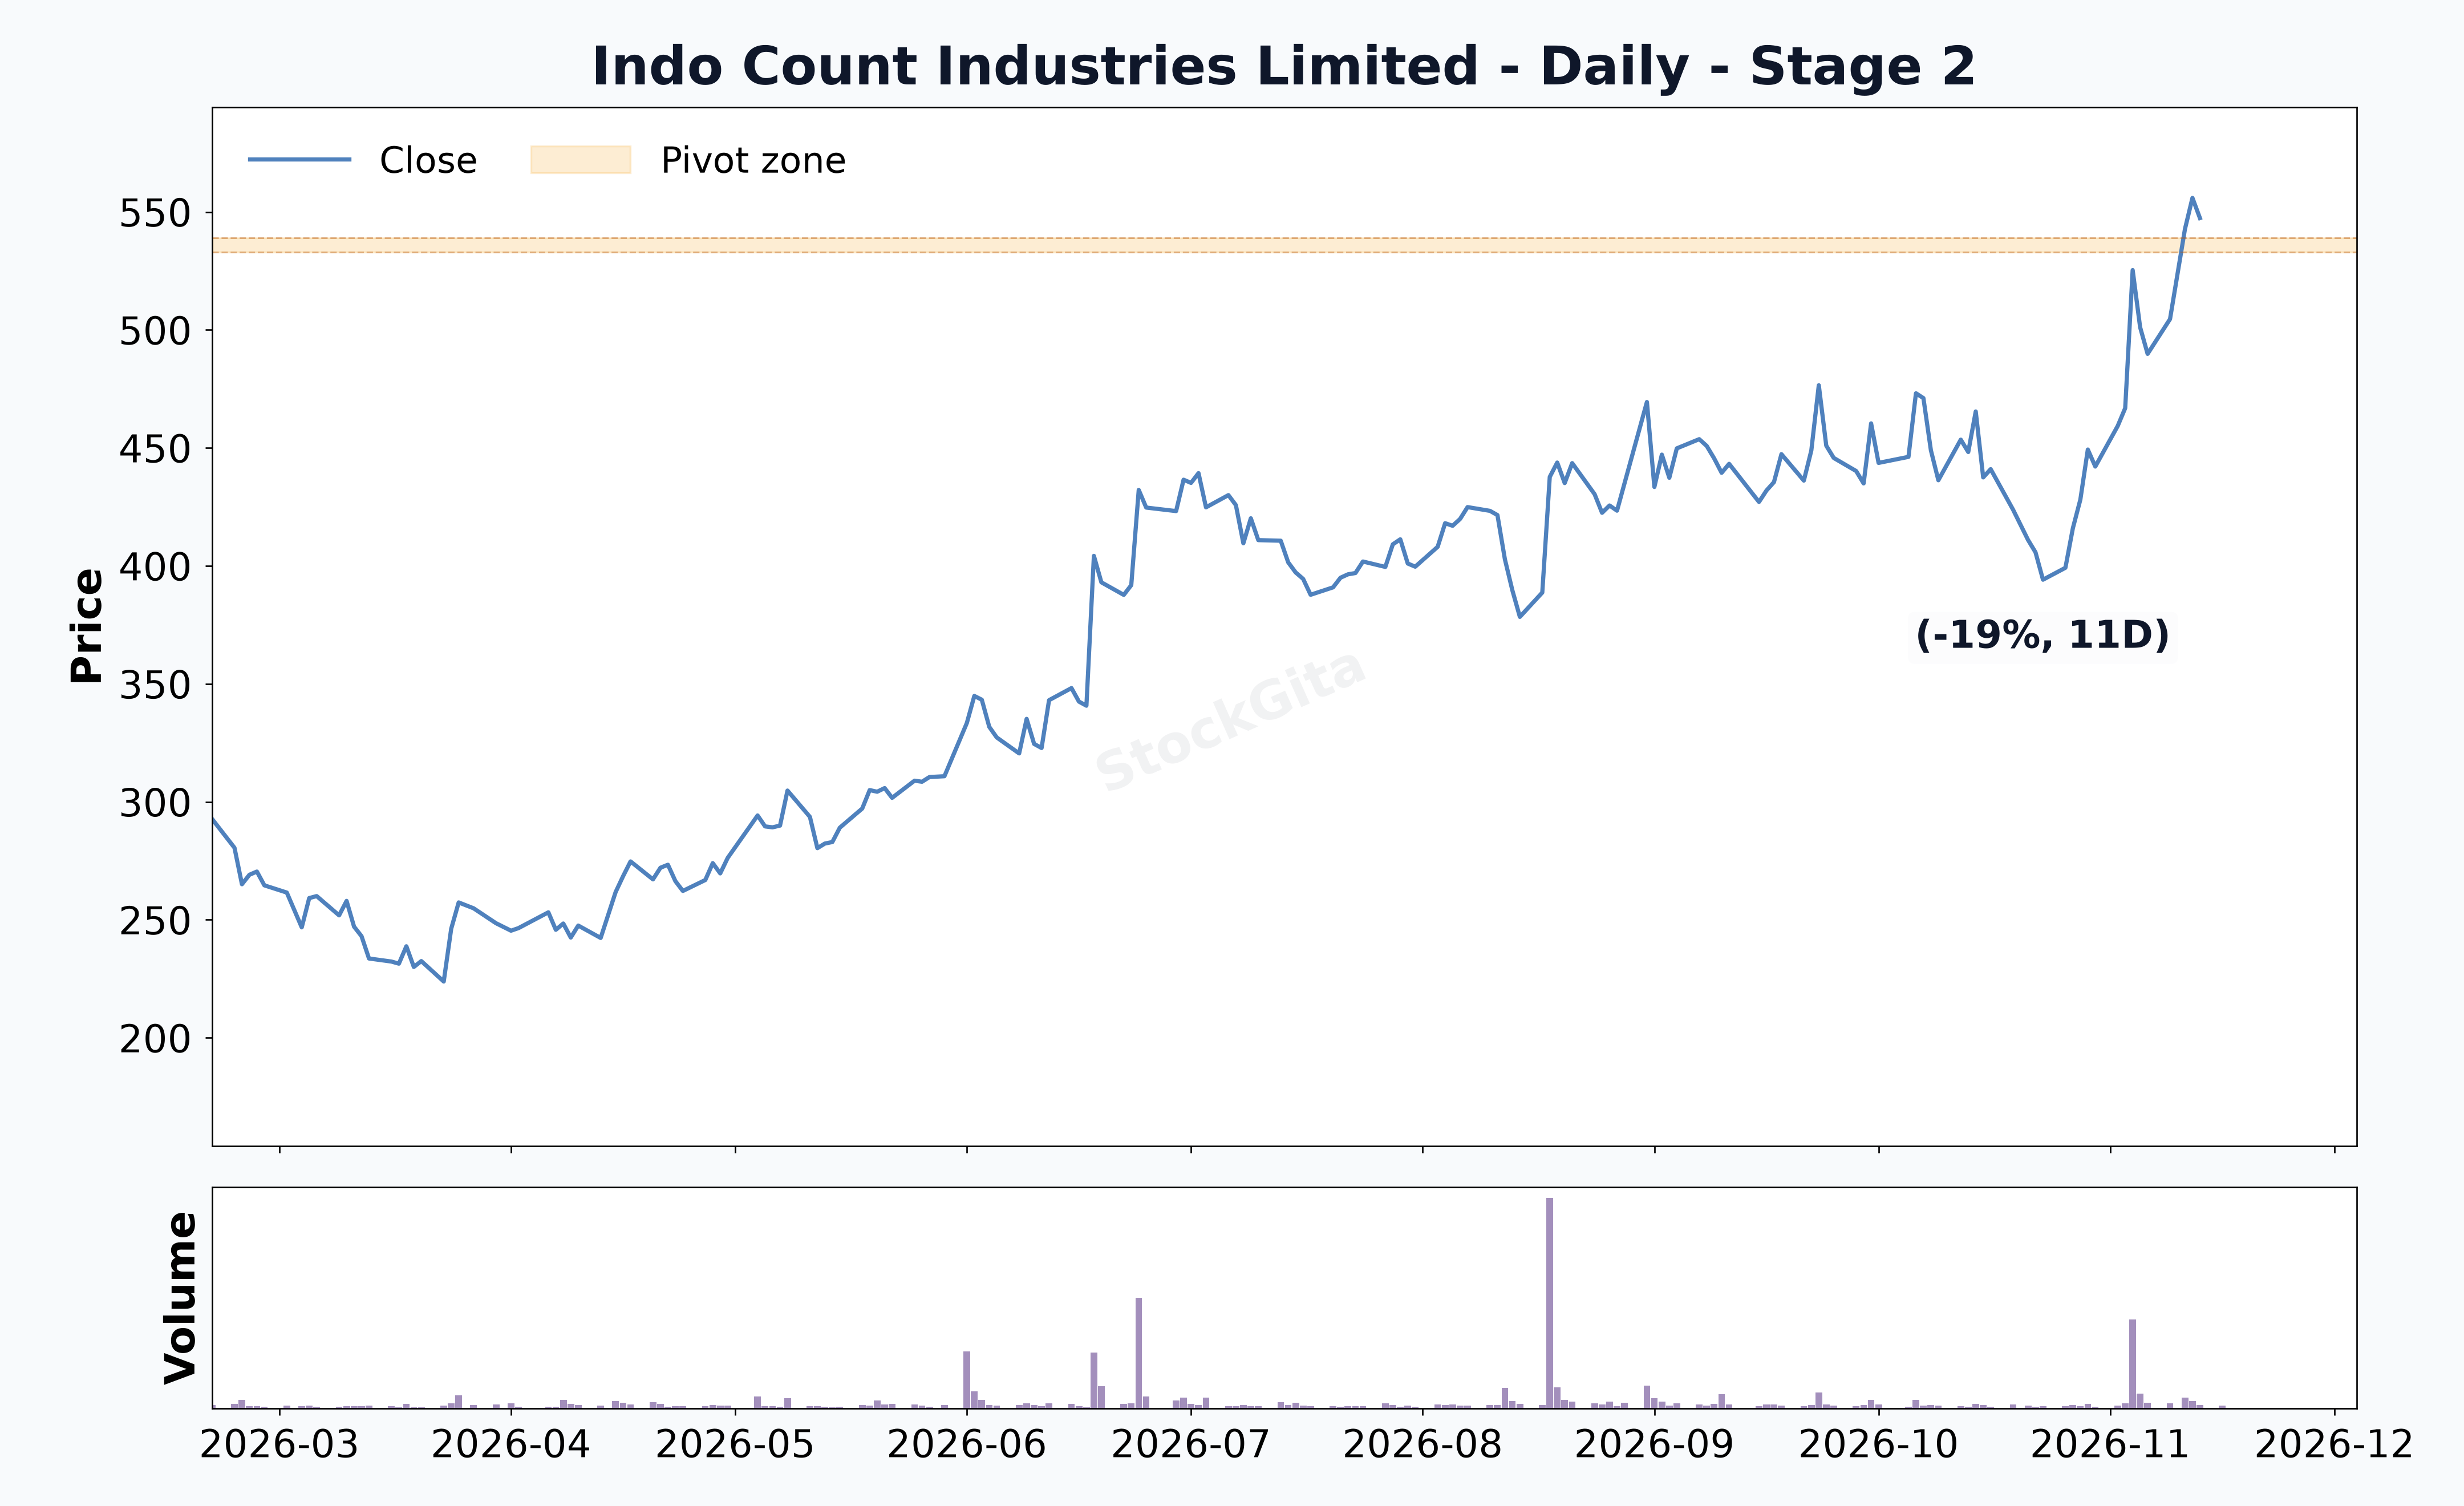 Indo Count Industries Limited - Daily - Stage 2
Close
Pivot zone
550
500
450
400
350
300
250
200
Price
(-19%, 11D)
StockGita
Volume
2026-03
2026-04
2026-05
2026-06
2026-07
2026-08
2026-09
2026-10
2026-11
2026-12